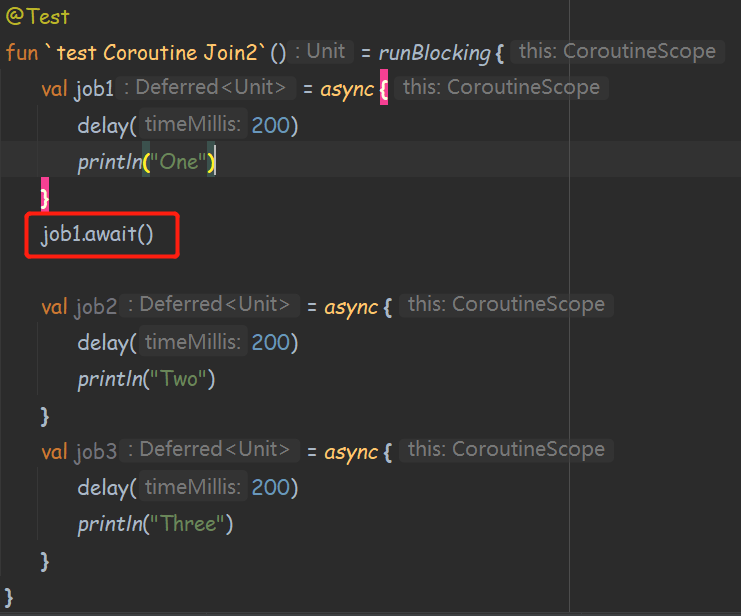 @Test
fun `test Coroutine Join2`() : Unit = runBlocking { this: CoroutineScope
val job1 : Deferred<Unit> = async { this: CoroutineScope
delay( timeMillis: 200)
println("One")
}
job1.await()
val job2 : Deferred<Unit> = async { this: CoroutineScope
delay( timeMillis: 200)
println("Two")
}
val job3 : Deferred<Unit> = async { this: CoroutineScope
delay( timeMillis: 200)
println("Three")
}
}